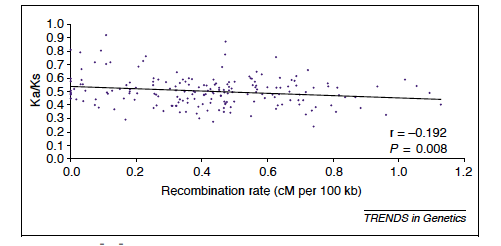 1.0
0.9
0.8
0.7
0.6
0.5
0.4
0.3
0.2
0.1
0.0
Ka/Ks
r = –0.192
P = 0.008
0.0 0.2 0.4 0.6 0.8 1.0 1.2
Recombination rate (cM per 100 kb)
TRENDS in Genetics